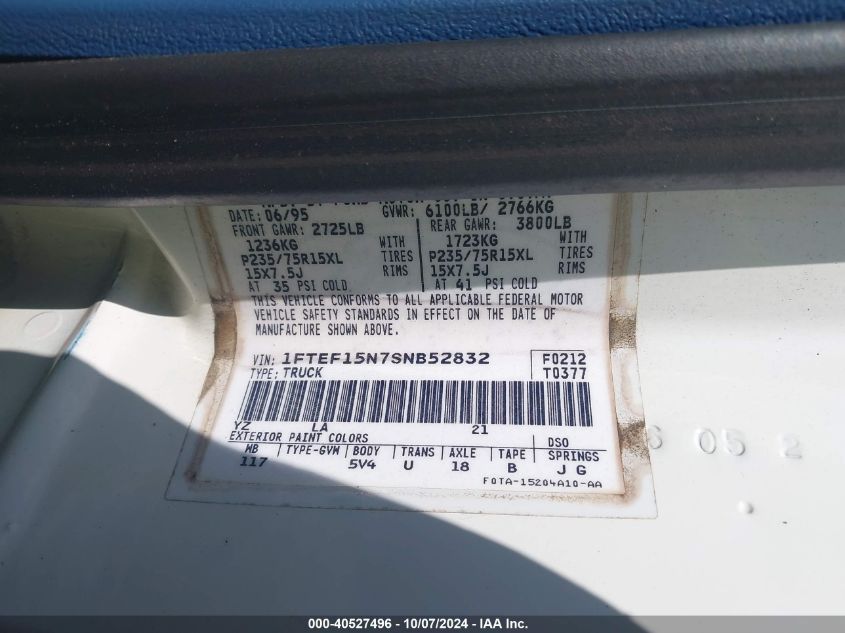 DATE: 06/95 GVWR: 6100LB/ 2766KG
FRONT GAWR: 2725LB REAR GAWR: 3800LB
1236KG WITH 1723KG WITH
P235/75R15XL TIRES P235/75R15XL TIRES
15X7.5J RIMS 15X7.5J RIMS
AT 35 PSI COLD AT 41 PSI COLD
THIS VEHICLE CONFORMS TO ALL APPLICABLE FEDERAL MOTOR
VEHICLE SAFETY STANDARDS IN EFFECT ON THE DATE OF
MANUFACTURE SHOWN ABOVE.
VIN: 1FTEF15N7SNB52832 F0212
TYPE: TRUCK T0377
YZ LA 21
EXTERIOR PAINT COLORS DSO
WB TYPE-GVW BODY TRANS AXLE TAPE SPRINGS
117 5V4 U 18 B J G
F0TA-15204A10-AA
05 2
000-40527496 - 10/07/2024 - IAA Inc.